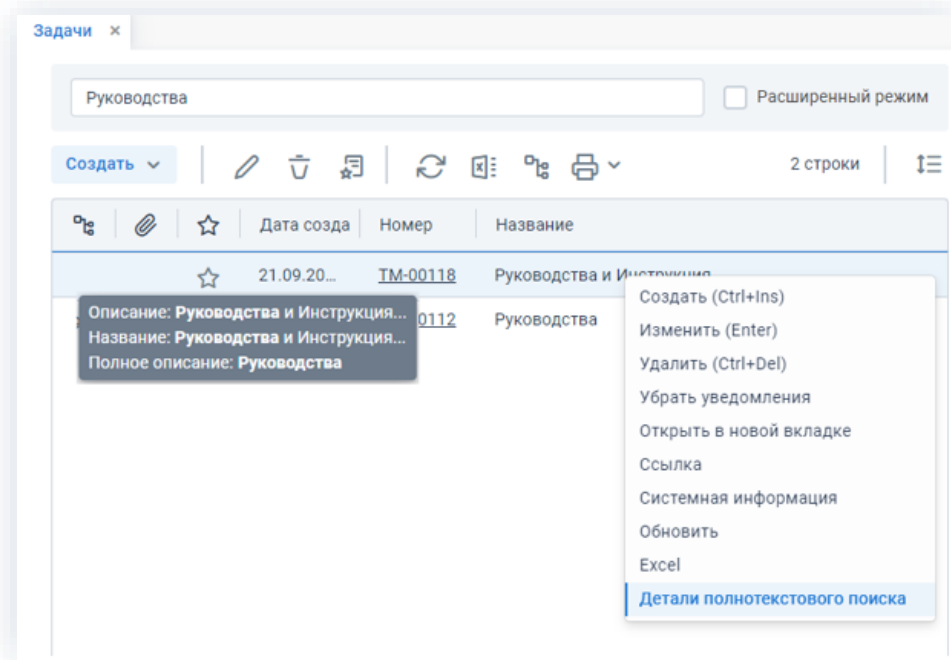 Задачи
Руководства
Расширенный режим
Создать
2 строки
Дата созда Номер Название
21.09.20... TM-00118 Руководства и Инструкция
Описание: Руководства и Инструкция...
Название: Руководства и Инструкция...
Полное описание: Руководства
0112 Руководства
Создать (Ctrl+Ins)
Изменить (Enter)
Удалить (Ctrl+Del)
Убрать уведомления
Открыть в новой вкладке
Ссылка
Системная информация
Обновить
Excel
Детали полнотекстового поиска